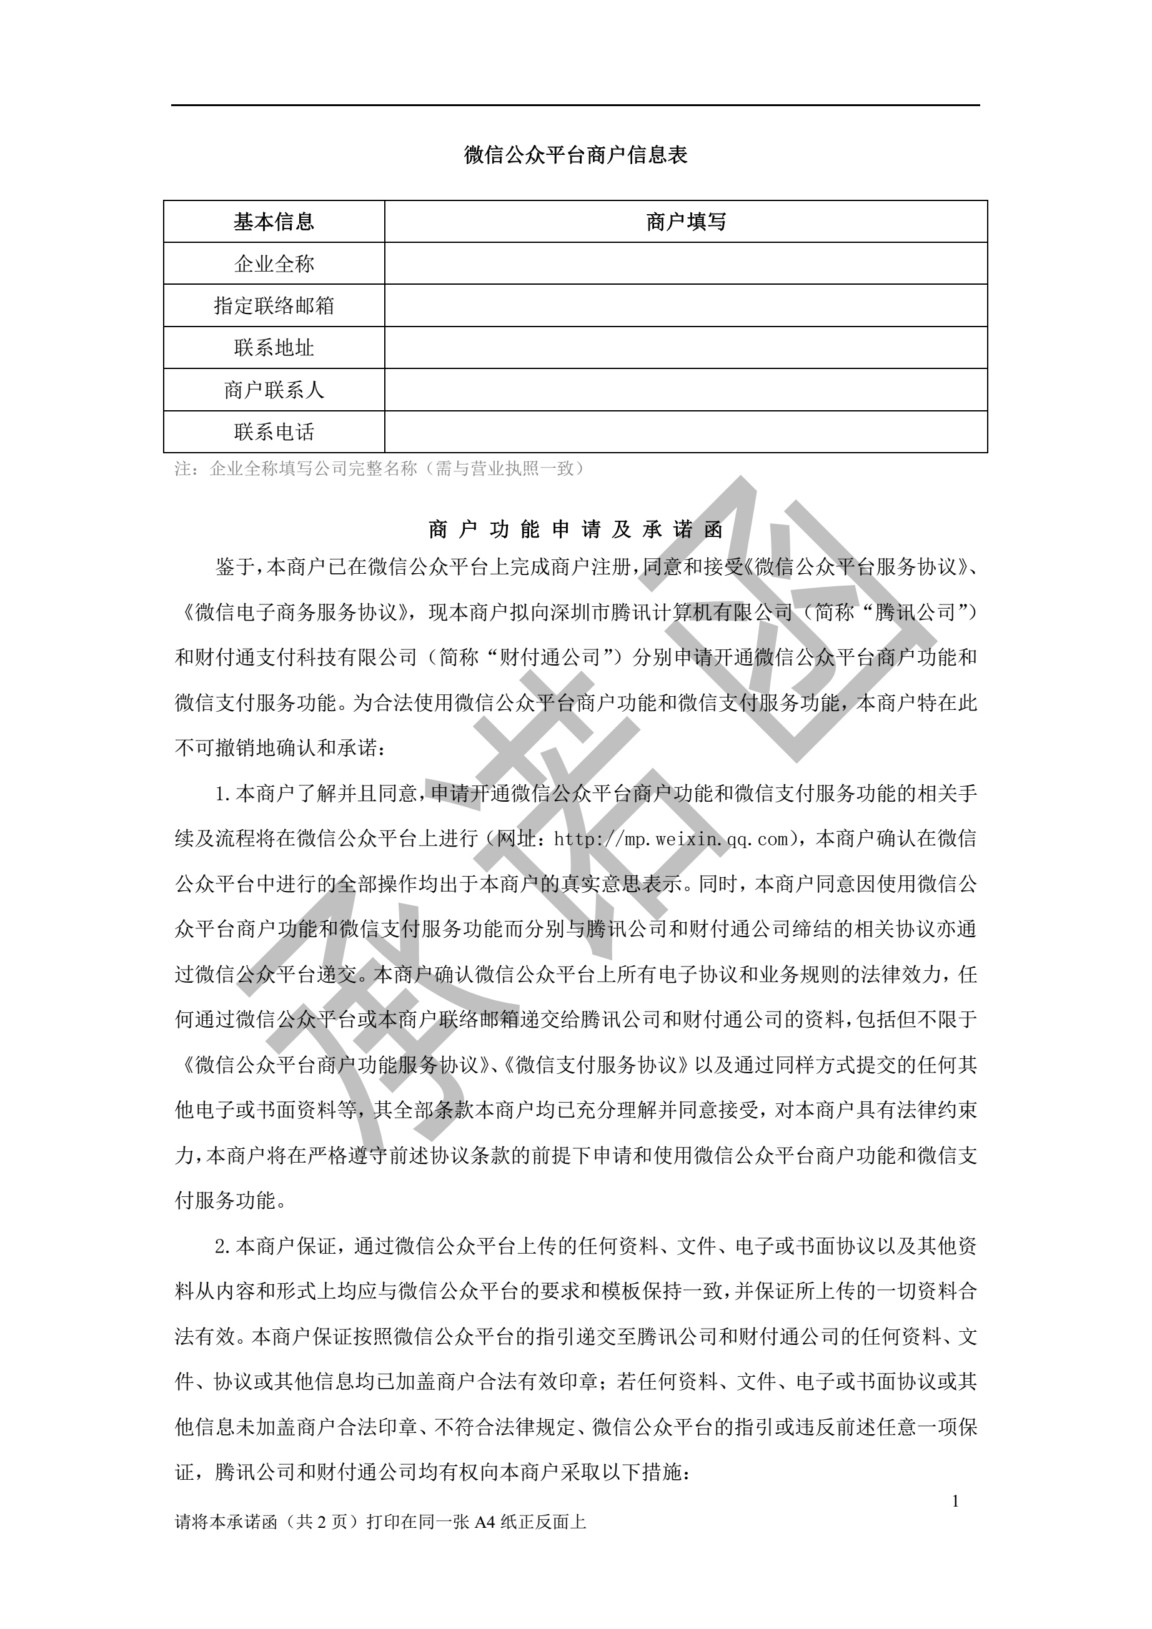 微信公众平台商户信息表
基本信息 商户填写
企业全称
指定联络邮箱
联系地址
商户联系人
联系电话
注：企业全称填写公司完整名称（需与营业执照一致）
商户功能申请及承诺函
鉴于，本商户已在微信公众平台上完成商户注册，同意和接受《微信公众平台服务协议》、
《微信电子商务服务协议》，现本商户拟向深圳市腾讯计算机有限公司（简称“腾讯公司”）
和财付通支付科技有限公司（简称“财付通公司”）分别申请开通微信公众平台商户功能和
微信支付服务功能。为合法使用微信公众平台商户功能和微信支付服务功能，本商户特在此
不可撤销地确认和承诺：
1.本商户了解并且同意，申请开通微信公众平台商户功能和微信支付服务功能的相关手
续及流程将在微信公众平台上进行（网址：http://mp.weixin.qq.com），本商户确认在微信
公众平台中进行的全部操作均出于本商户的真实意思表示。同时，本商户同意因使用微信公
众平台商户功能和微信支付服务功能而分别与腾讯公司和财付通公司缔结的相关协议亦通
过微信公众平台递交。本商户确认微信公众平台上所有电子协议和业务规则的法律效力，任
何通过微信公众平台或本商户联络邮箱递交给腾讯公司和财付通公司的资料，包括但不限于
《微信公众平台商户功能服务协议》、《微信支付服务协议》以及通过同样方式提交的任何其
他电子或书面资料等，其全部条款本商户均已充分理解并同意接受，对本商户具有法律约束
力，本商户将在严格遵守前述协议条款的前提下申请和使用微信公众平台商户功能和微信支
付服务功能。
2.本商户保证，通过微信公众平台上传的任何资料、文件、电子或书面协议以及其他资
料从内容和形式上均应与微信公众平台的要求和模板保持一致，并保证所上传的一切资料合
法有效。本商户保证按照微信公众平台的指引递交至腾讯公司和财付通公司的任何资料、文
件、协议或其他信息均已加盖商户合法有效印章；若任何资料、文件、电子或书面协议或其
他信息未加盖商户合法印章、不符合法律规定、微信公众平台的指引或违反前述任意一项保
证，腾讯公司和财付通公司均有权向本商户采取以下措施：
1
请将本承诺函（共 2 页）打印在同一张 A4 纸正反面上
承诺函